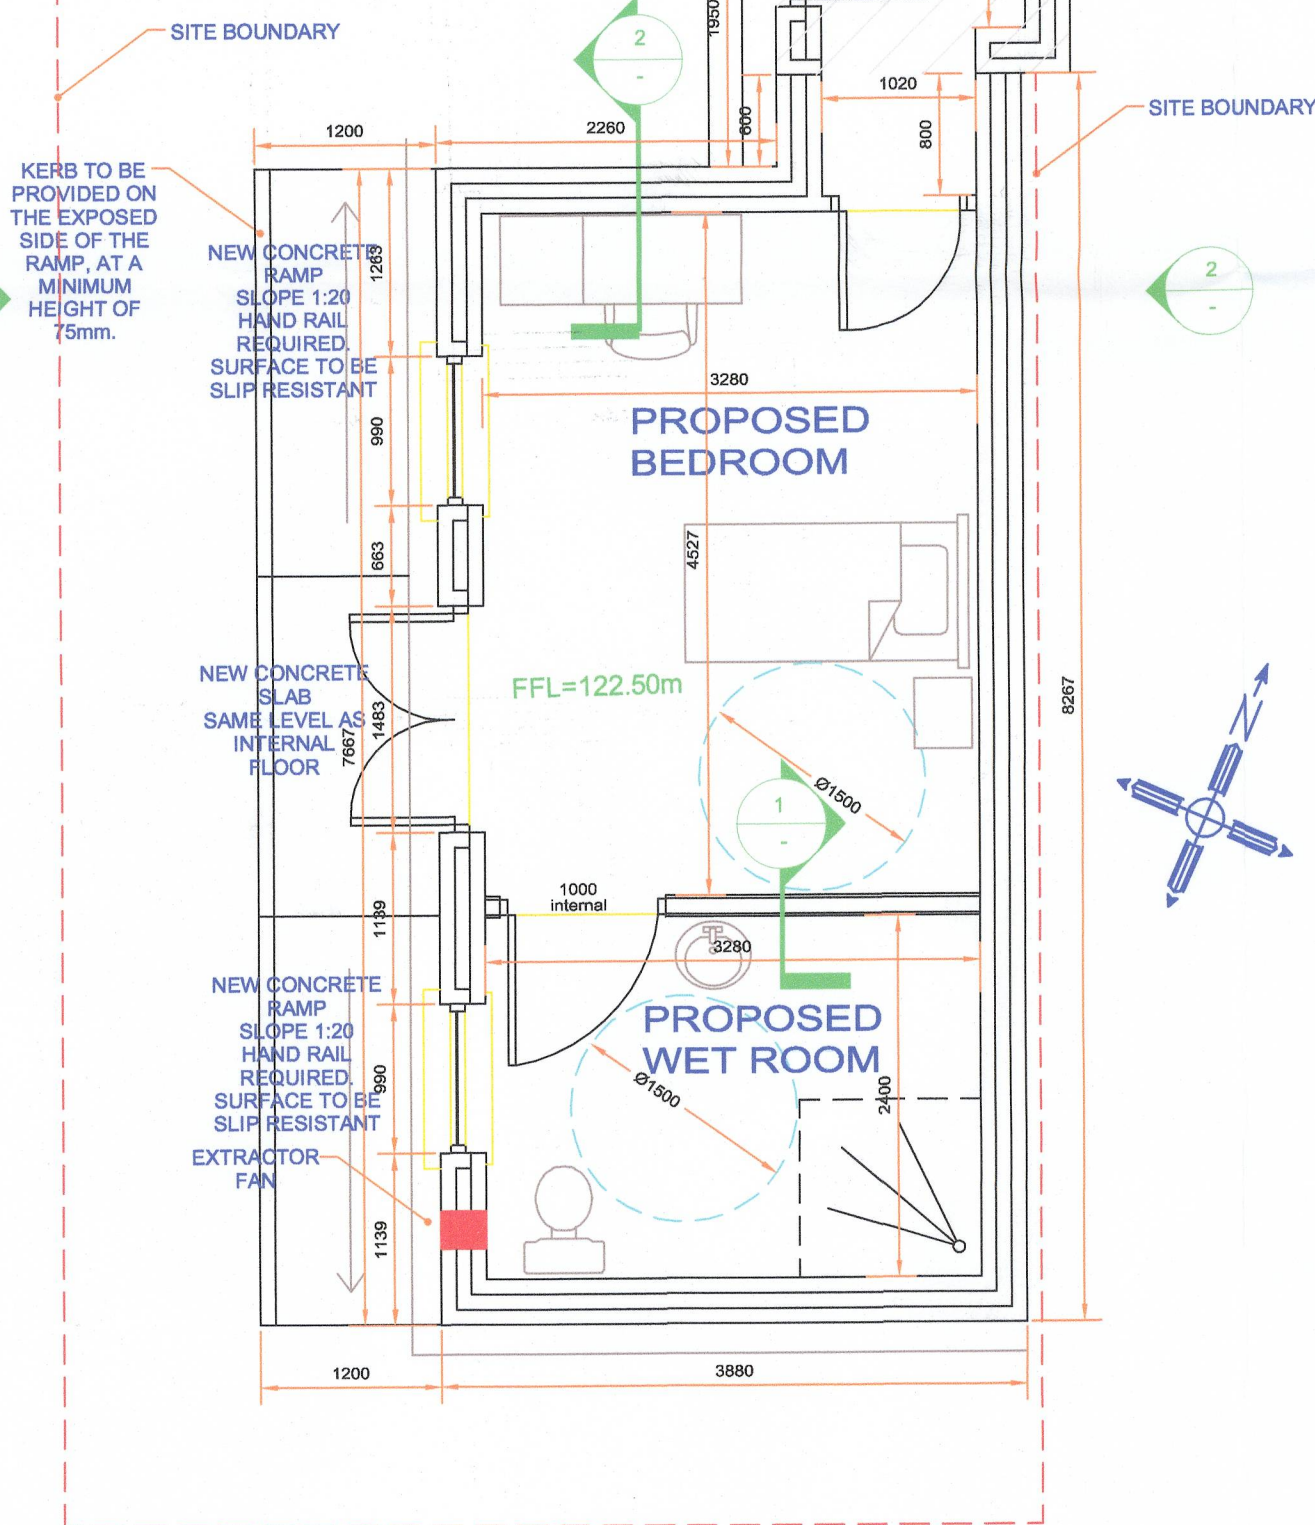 SITE BOUNDARY
2
-
1950
600
1020
800
SITE BOUNDARY
1200
2260
KERB TO BE
PROVIDED ON
THE EXPOSED
SIDE OF THE
RAMP, AT A
MINIMUM
HEIGHT OF
75mm.
NEW CONCRETE
RAMP
SLOPE 1:20
HAND RAIL
REQUIRED.
SURFACE TO BE
SLIP RESISTANT
1263
2
-
3280
PROPOSED
BEDROOM
990
663
4527
FFL=122.50m
NEW CONCRETE
SLAB
SAME LEVEL AS
INTERNAL
FLOOR
7667
1483
8267
N
Ø1500
1
-
1000
internal
1139
3280
NEW CONCRETE
RAMP
SLOPE 1:20
HAND RAIL
REQUIRED.
SURFACE TO BE
SLIP RESISTANT
PROPOSED
WET ROOM
990
Ø1500
2400
EXTRACTOR
FAN
1139
1200
3880